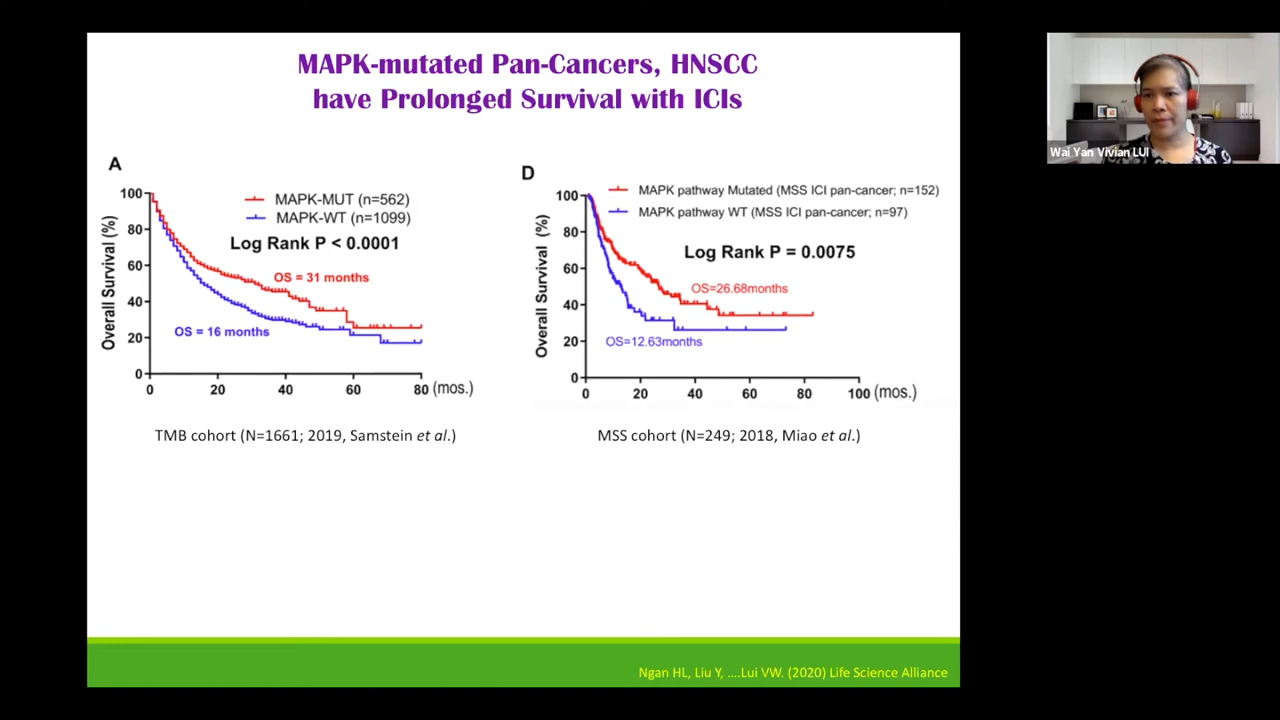 MAPK-mutated Pan-Cancers, HNSCC
have Prolonged Survival with ICIs
A
Overall Survival (%)
100
80
60
40
20
0
0 20 40 60 80 (mos.)
MAPK-MUT (n=562)
MAPK-WT (n=1099)
Log Rank P < 0.0001
OS = 31 months
OS = 16 months
TMB cohort (N=1661; 2019, Samstein et al.)
D
Overall Survival (%)
100
80
60
40
20
0
0 20 40 60 80 100 (mos.)
MAPK pathway Mutated (MSS ICI pan-cancer; n=152)
MAPK pathway WT (MSS ICI pan-cancer; n=97)
Log Rank P = 0.0075
OS=26.68months
OS=12.63months
MSS cohort (N=249; 2018, Miao et al.)
Ngan HL, Liu Y, ....Lui VW. (2020) Life Science Alliance
Wai Yan Vivian LUI